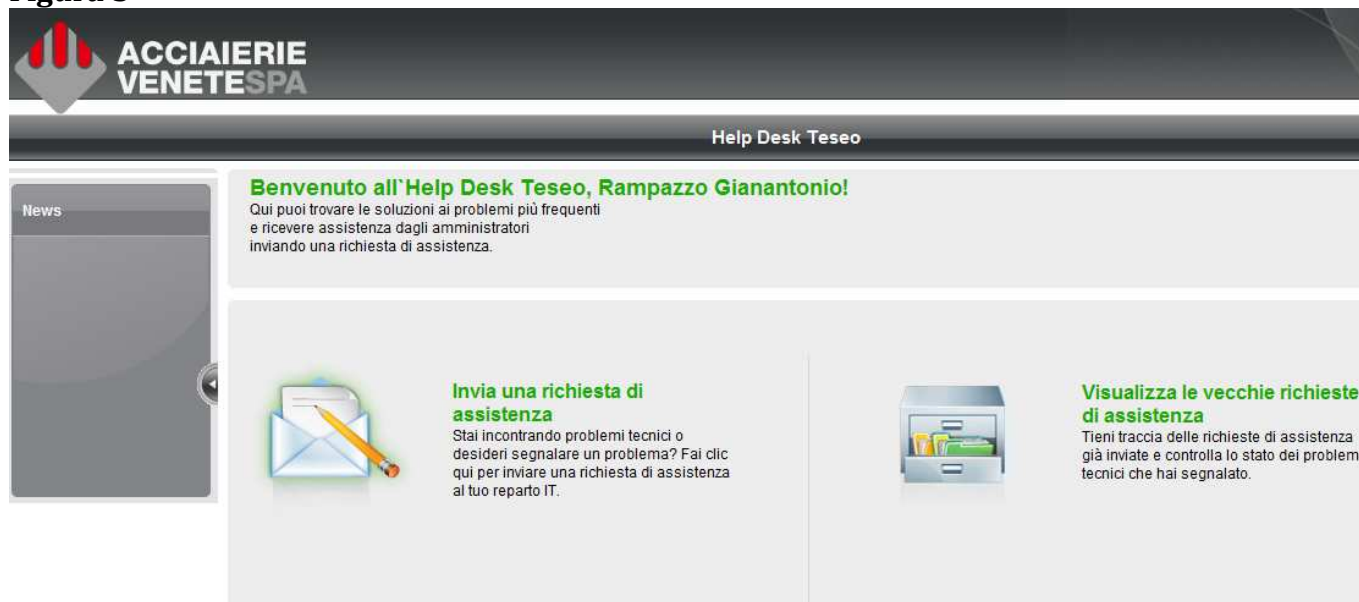 ACCIAIERIE
VENETESPA
Help Desk Teseo
News
Benvenuto all`Help Desk Teseo, Rampazzo Gianantonio!
Qui puoi trovare le soluzioni ai problemi più frequenti
e ricevere assistenza dagli amministratori
inviando una richiesta di assistenza.
Invia una richiesta di
assistenza
Stai incontrando problemi tecnici o
desideri segnalare un problema? Fai clic
qui per inviare una richiesta di assistenza
al tuo reparto IT.
Visualizza le vecchie richieste
di assistenza
Tieni traccia delle richieste di assistenza
già inviate e controlla lo stato dei problem
tecnici che hai segnalato.